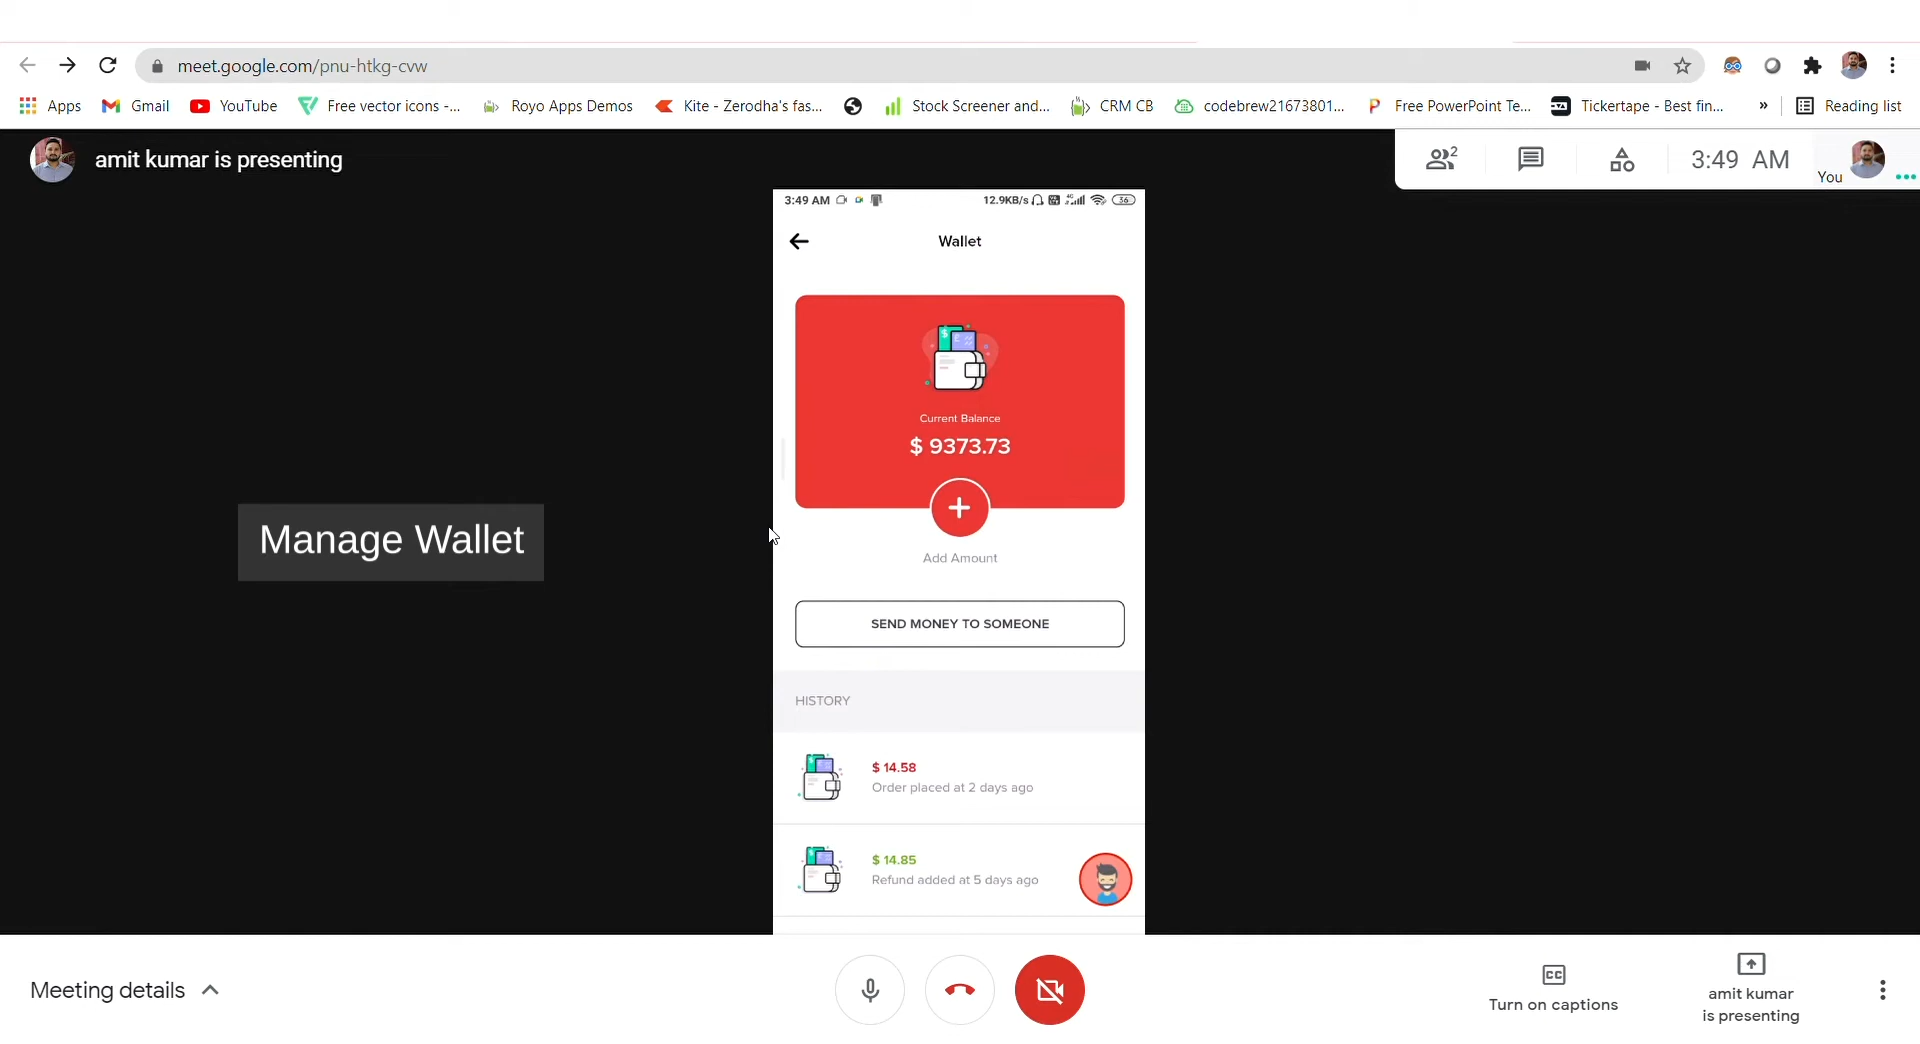 meet.google.com/pnu-htkg-cvw
Apps
Gmail
YouTube
Free vector icons -...
Royo Apps Demos
Kite - Zerodha's fas...
Stock Screener and...
CRM CB
codebrew21673801...
Free PowerPoint Te...
Tickertape - Best fin...
»
Reading list
amit kumar is presenting
2
3:49 AM
You
3:49 AM
12.9KB/s
4G
36
Wallet
Current Balance
$ 9373.73
Add Amount
Manage Wallet
SEND MONEY TO SOMEONE
HISTORY
$ 14.58
Order placed at 2 days ago
$ 14.85
Refund added at 5 days ago
Meeting details
CC
Turn on captions
amit kumar
is presenting